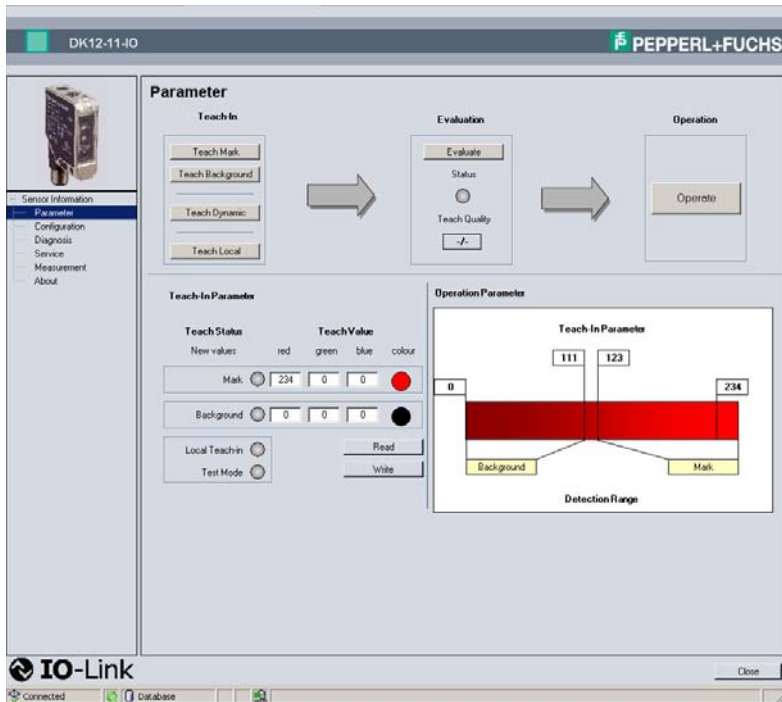 DK12-11-IO
PEPPERL+FUCHS
Sensor Information
Parameter
Configuration
Diagnosis
Service
Measurement
About
Parameter
Teach-In
Teach Mark
Teach Background
Teach Dynamic
Teach Local
Evaluation
Evaluate
Status
Teach Quality
-/-
Operation
Operate
Teach-In Parameter
Teach Status Teach Value
New values red green blue colour
Mark 234 0 0
Background 0 0 0
Local Teach-in
Test Mode
Read
Write
Operation Parameter
Teach-In Parameter
111 123
0 234
Background Mark
Detection Range
IO-Link
Close
Connected Database